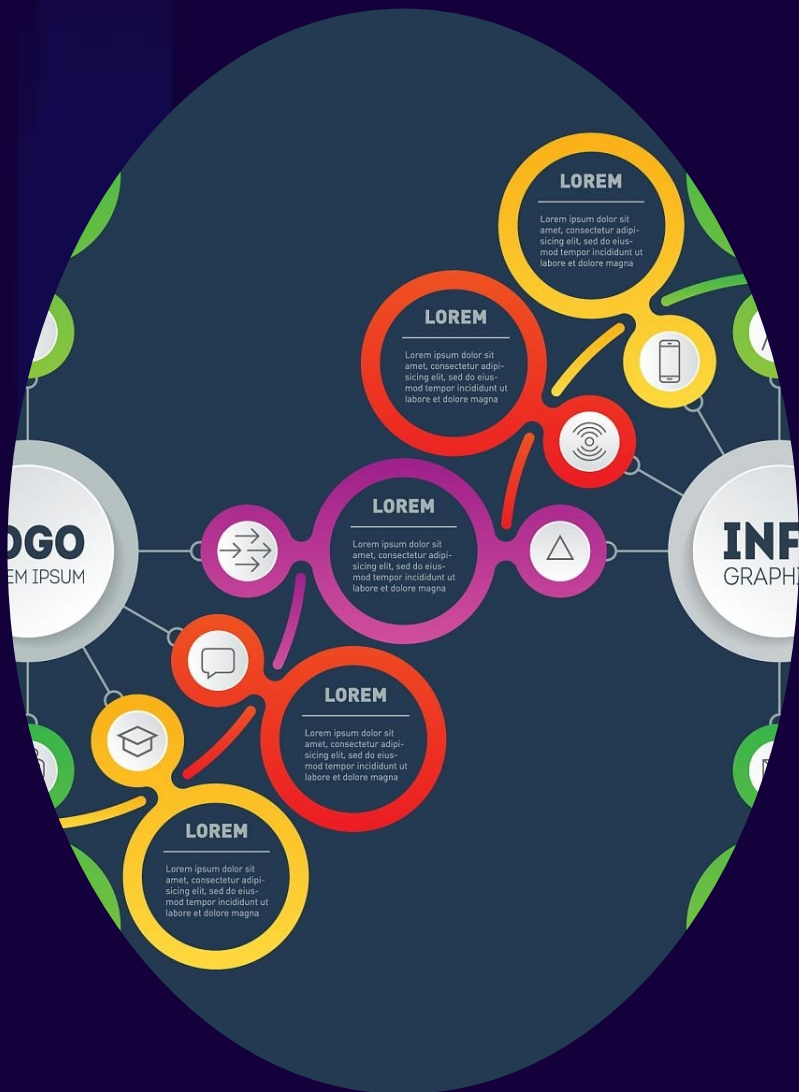 LOREM
Lorem ipsum dolor sit
amet, consectetur adipi-
sicing elit, sed do eius-
mod tempor incididunt ut
labore et dolore magna
LOREM
Lorem ipsum dolor sit
amet, consectetur adipi-
sicing elit, sed do eius-
mod tempor incididunt ut
labore et dolore magna
LOREM
Lorem ipsum dolor sit
amet, consectetur adipi-
sicing elit, sed do eius-
mod tempor incididunt ut
labore et dolore magna
OGO
EM IPSUM
INF
GRAPHI
LOREM
Lorem ipsum dolor sit
amet, consectetur adipi-
sicing elit, sed do eius-
mod tempor incididunt ut
labore et dolore magna
LOREM
Lorem ipsum dolor sit
amet, consectetur adipi-
sicing elit, sed do eius-
mod tempor incididunt ut
labore et dolore magna